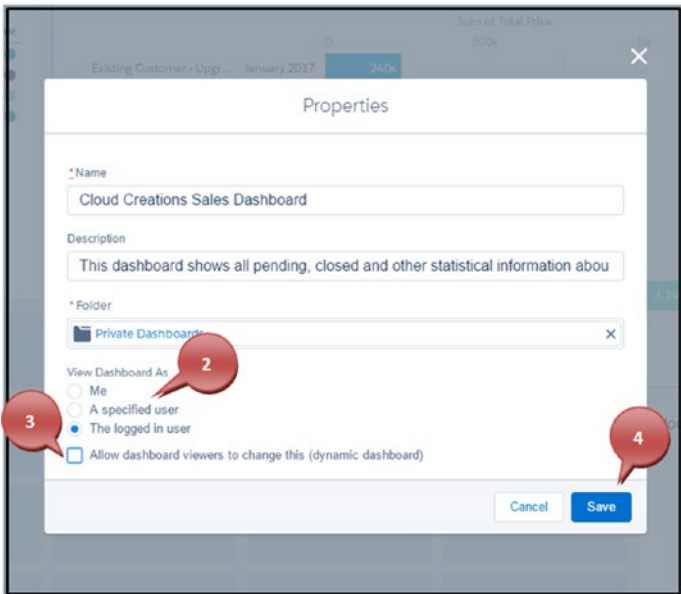 Sum of Total Price
0
500k
Existing Customer - Upgr... January 2017 240k
Properties
*Name
Cloud Creations Sales Dashboard
Description
This dashboard shows all pending, closed and other statistical information abou
*Folder
Private Dashboards
View Dashboard As
2
Me
A specified user
3
The logged in user
4
Allow dashboard viewers to change this (dynamic dashboard)
Cancel
Save